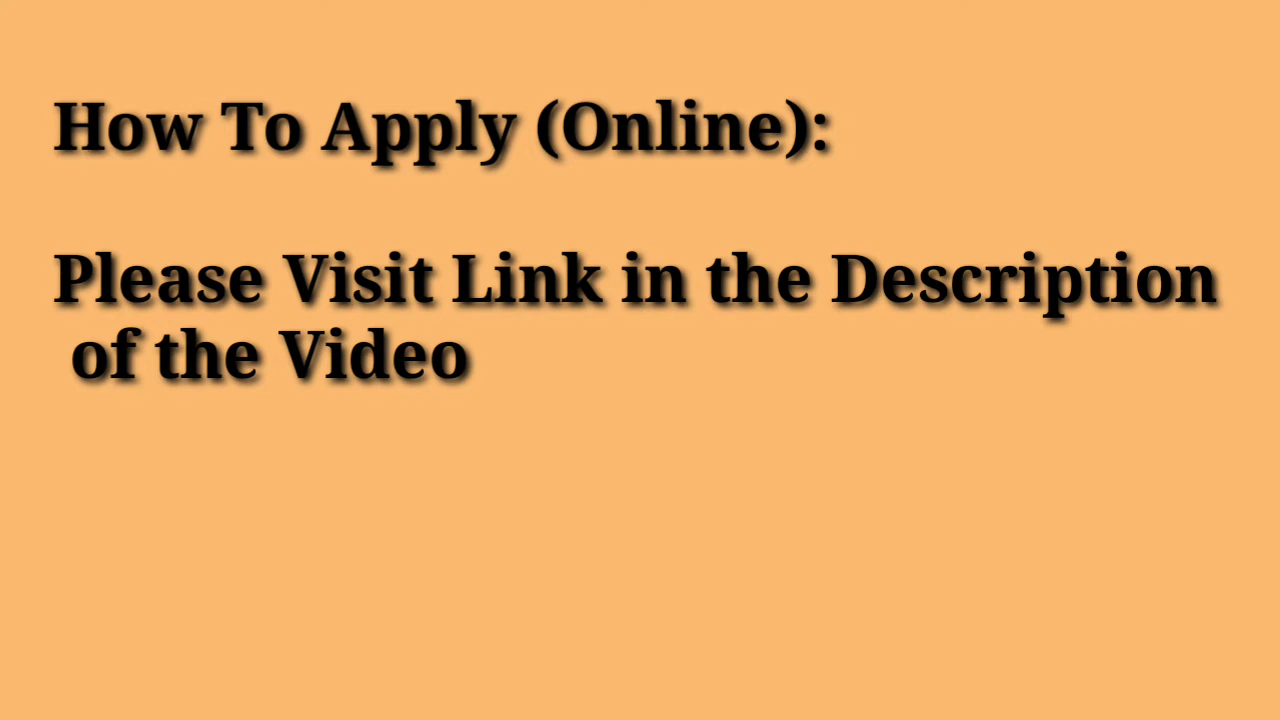 How To Apply (Online):
Please Visit Link in the Description
of the Video